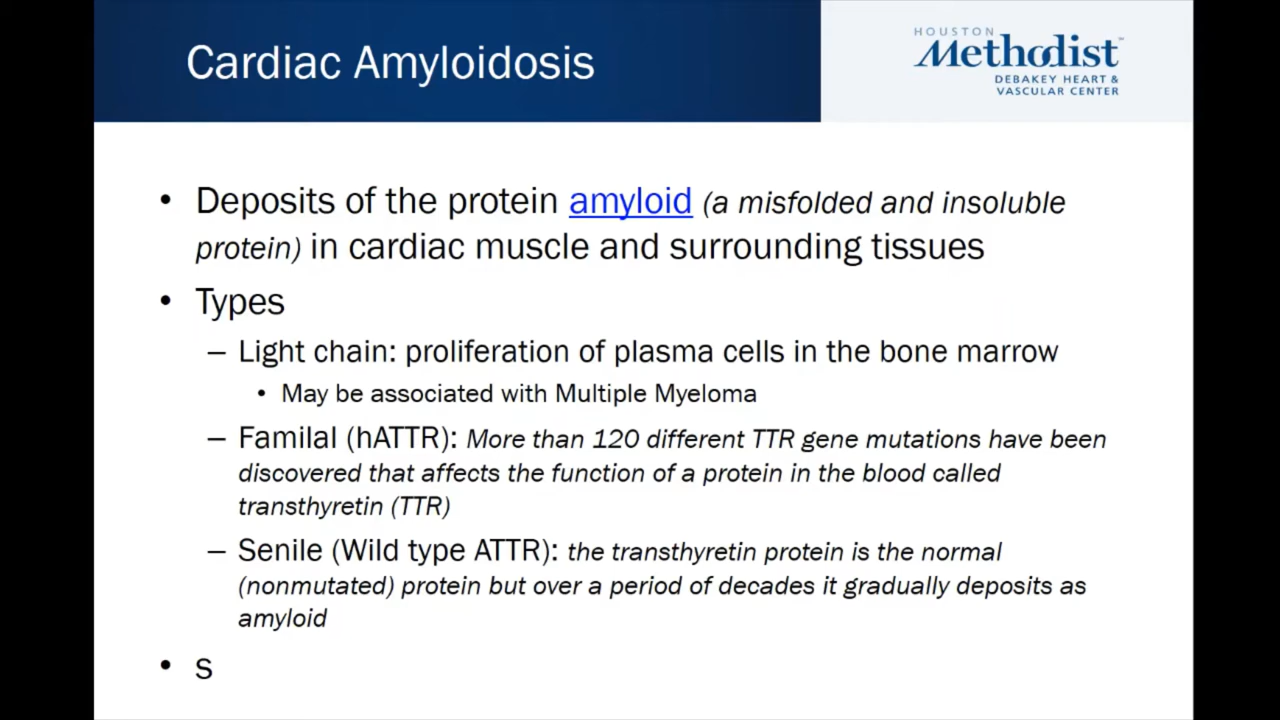 Cardiac Amyloidosis
HOUSTON
Methodist™
DEBAKEY HEART &
VASCULAR CENTER
• Deposits of the protein amyloid (a misfolded and insoluble
protein) in cardiac muscle and surrounding tissues
• Types
– Light chain: proliferation of plasma cells in the bone marrow
• May be associated with Multiple Myeloma
– Familal (hATTR): More than 120 different TTR gene mutations have been
discovered that affects the function of a protein in the blood called
transthyretin (TTR)
– Senile (Wild type ATTR): the transthyretin protein is the normal
(nonmutated) protein but over a period of decades it gradually deposits as
amyloid
• s